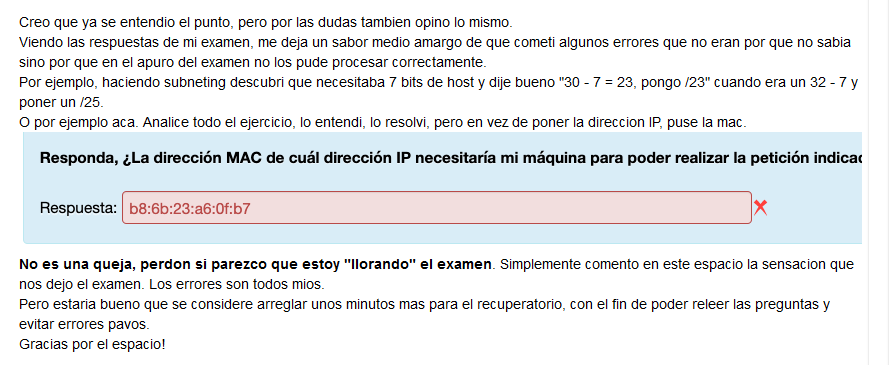 Creo que ya se entendio el punto, pero por las dudas tambien opino lo mismo.
Viendo las respuestas de mi examen, me deja un sabor medio amargo de que cometi algunos errores que no eran por que no sabia
sino por que en el apuro del examen no los pude procesar correctamente.
Por ejemplo, haciendo subneting descubri que necesitaba 7 bits de host y dije bueno "30 - 7 = 23, pongo /23" cuando era un 32 - 7 y
poner un /25.
O por ejemplo aca. Analice todo el ejercicio, lo entendi, lo resolvi, pero en vez de poner la direccion IP, puse la mac.
Responda, ¿La dirección MAC de cuál dirección IP necesitaría mi máquina para poder realizar la petición indicac
Respuesta: b8:6b:23:a6:0f:b7
No es una queja, perdon si parezco que estoy "llorando" el examen. Simplemente comento en este espacio la sensacion que
nos dejo el examen. Los errores son todos mios.
Pero estaria bueno que se considere arreglar unos minutos mas para el recuperatorio, con el fin de poder releer las preguntas y
evitar errores pavos.
Gracias por el espacio!